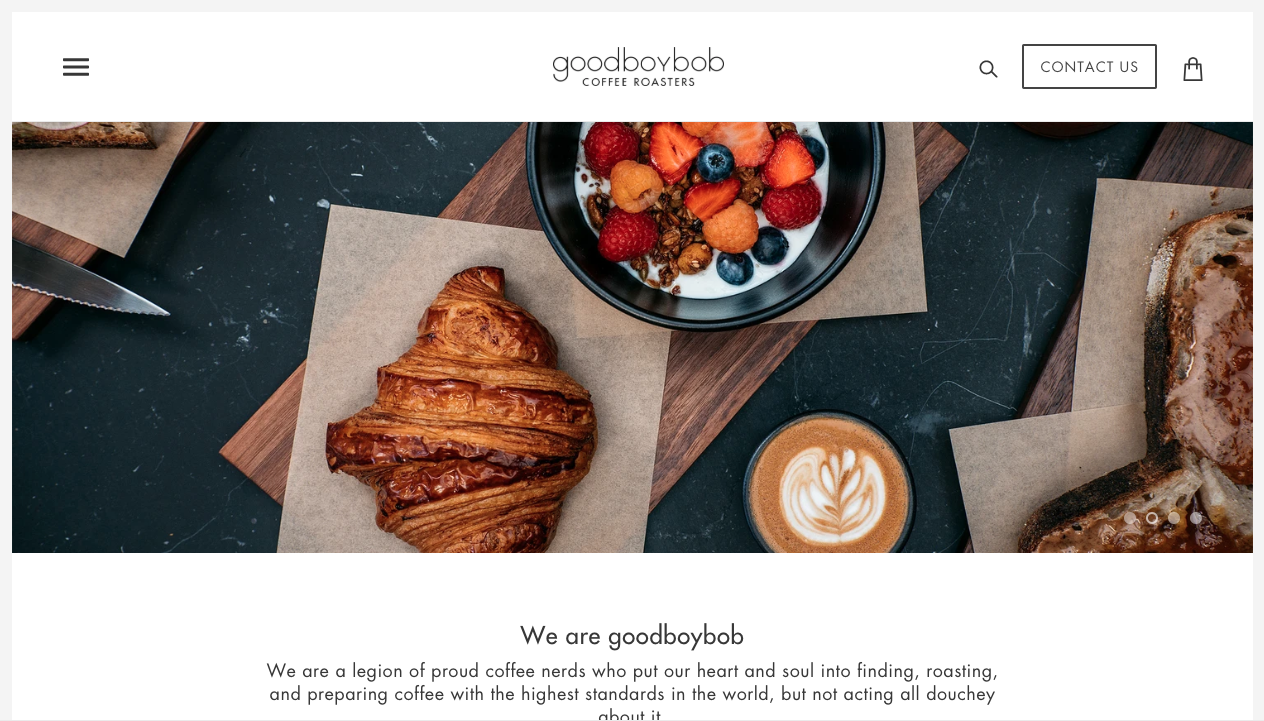 goodboybob
COFFEE ROASTERS
CONTACT US
We are goodboybob
We are a legion of proud coffee nerds who put our heart and soul into finding, roasting,
and preparing coffee with the highest standards in the world, but not acting all douchey
about it